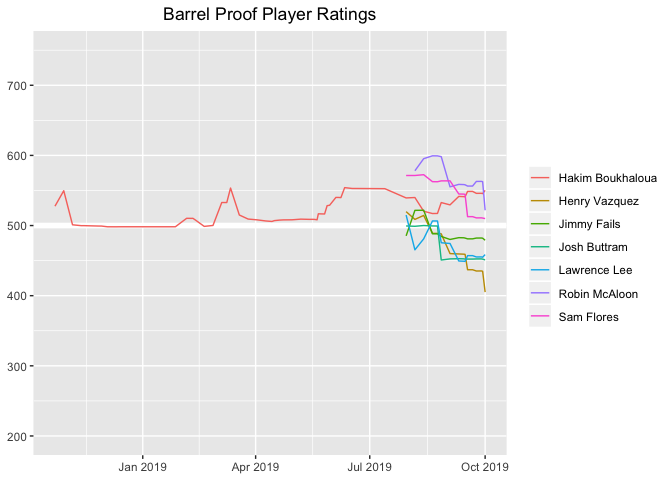 Barrel Proof Player Ratings
700
600
500
400
300
200
Jan 2019
Apr 2019
Jul 2019
Oct 2019
Hakim Boukhaloua
Henry Vazquez
Jimmy Fails
Josh Buttram
Lawrence Lee
Robin McAloon
Sam Flores